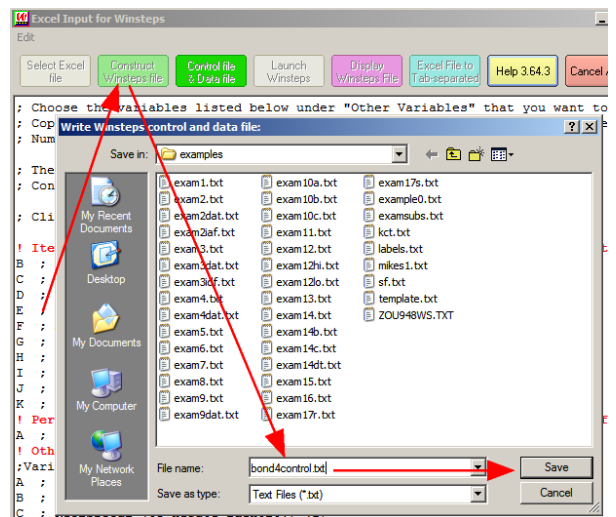 Excel Input for Winsteps
Edit
Select Excel file
Construct Winsteps file
Control file & Data file
Launch Winsteps
Display Winsteps File
Excel File to Tab-separated
Help 3.64.3
Cancel /
; Choose the variables listed below under "Other Variables" that you want to
; Cop
; Num
; The
; Con
; Cli
! Ite
B ;
C ;
D ;
E ;
F ;
G ;
H ;
I ;
J ;
K ;
! Per
A ;
! Oth
;Vari
A ;
B ;
C ;
Write Winsteps control and data file:
Save in:
examples
My Recent Documents
Desktop
My Documents
My Computer
My Network Places
exam1.txt
exam2.txt
exam2dat.txt
exam2iaf.txt
exam3.txt
exam3dat.txt
exam3idf.txt
exam4.txt
exam4dat.txt
exam5.txt
exam6.txt
exam7.txt
exam8.txt
exam9.txt
exam9dat.txt
exam10a.txt
exam10b.txt
exam10c.txt
exam11.txt
exam12.txt
exam12hi.txt
exam12lo.txt
exam13.txt
exam14.txt
exam14b.txt
exam14c.txt
exam14dt.txt
exam15.txt
exam16.txt
exam17r.txt
exam17s.txt
example0.txt
examsubs.txt
kct.txt
labels.txt
mikes1.txt
sf.txt
template.txt
ZOU948WS.TXT
File name:
bond4control.txt
Save
Save as type:
Text Files (*.txt)
Cancel